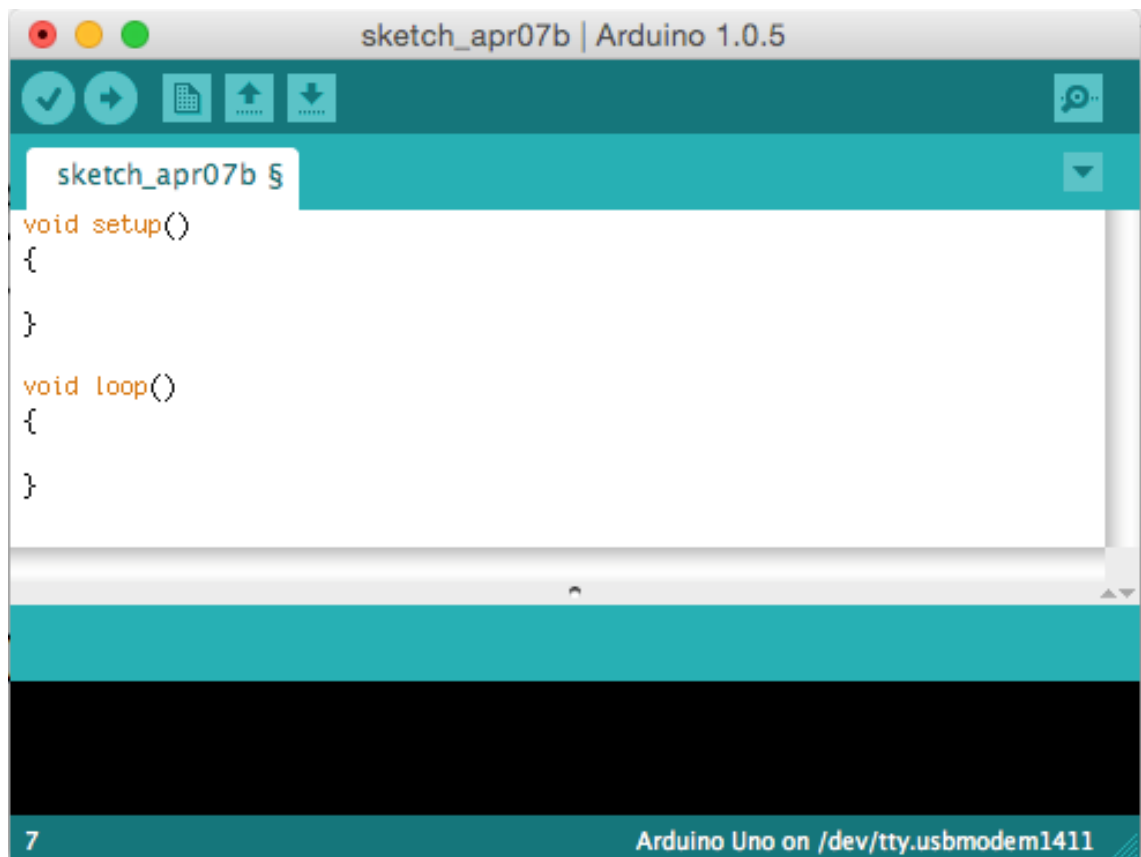 sketch_apr07b | Arduino 1.0.5
sketch_apr07b §
void setup()
{
}
void loop()
{
}
7
Arduino Uno on /dev/tty.usbmodem1411